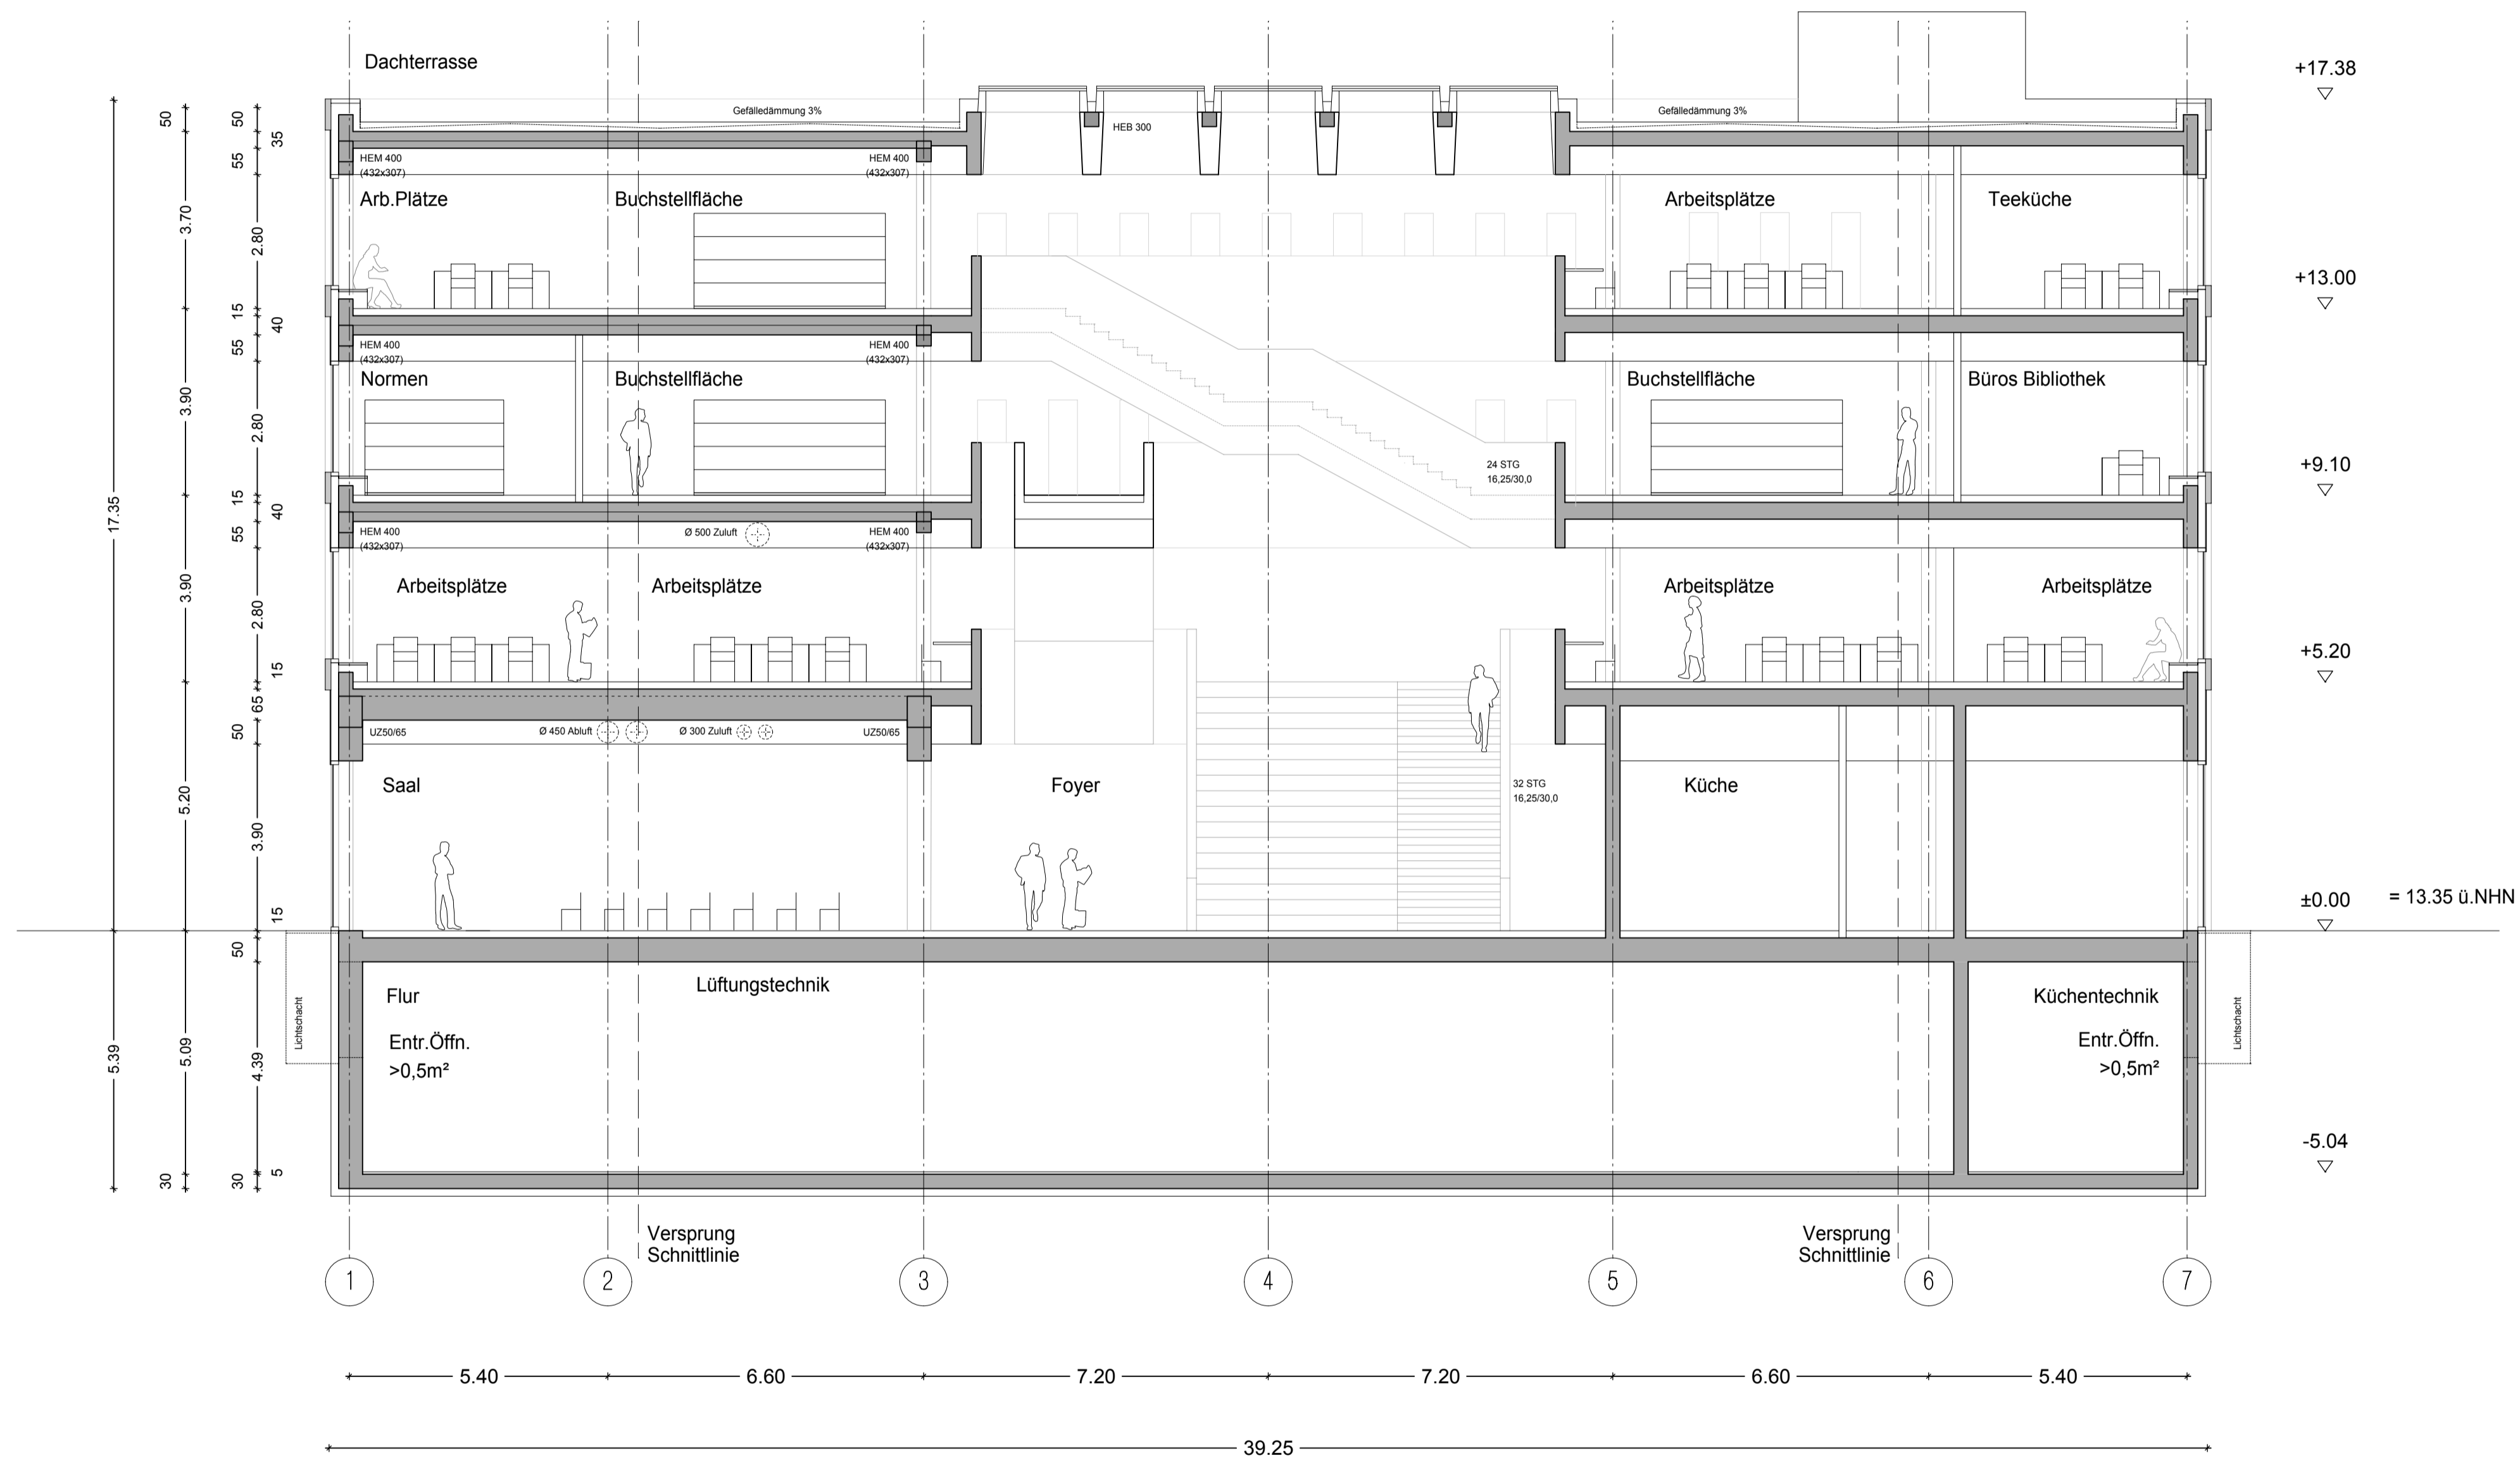 Dachterrasse
+17.38
Gefälledämmung 3%
Gefälledämmung 3%
HEB 300
HEM 400
(432x307)
HEM 400
(432x307)
Arb.Plätze
Buchstellfläche
Arbeitsplätze
Teeküche
+13.00
HEM 400
(432x307)
HEM 400
(432x307)
Normen
Buchstellfläche
Buchstellfläche
Büros Bibliothek
24 STG
16,25/30,0
+9.10
HEM 400
(432x307)
Ø 500 Zuluft
HEM 400
(432x307)
Arbeitsplätze
Arbeitsplätze
Arbeitsplätze
Arbeitsplätze
+5.20
UZ50/65
Ø 450 Abluft
Ø 300 Zuluft
UZ50/65
Saal
Foyer
32 STG
16,25/30,0
Küche
±0.00
= 13.35 ü.NHN
Flur
Lüftungstechnik
Küchentechnik
Entr.Öffn.
>0,5m²
Entr.Öffn.
>0,5m²
Lichtschacht
Lichtschacht
-5.04
17.35
5.39
50
3.70
3.90
3.90
5.20
5.09
30
50
35
55
2.80
15
40
55
2.80
15
40
55
2.80
15
65
50
3.90
15
50
4.39
5
30
Versprung
Schnittlinie
Versprung
Schnittlinie
1
2
3
4
5
6
7
5.40
6.60
7.20
7.20
6.60
5.40
39.25